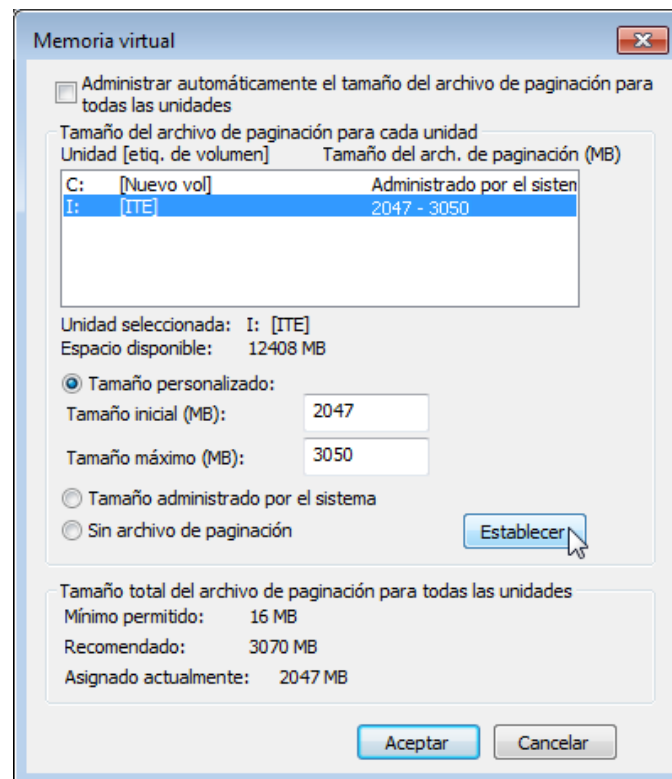 Memoria virtual
Administrar automáticamente el tamaño del archivo de paginación para
todas las unidades
Tamaño del archivo de paginación para cada unidad
Unidad [etiq. de volumen] Tamaño del arch. de paginación (MB)
C: [Nuevo vol] Administrado por el sisten
I: [ITE] 2047 - 3050
Unidad seleccionada: I: [ITE]
Espacio disponible: 12408 MB
Tamaño personalizado:
Tamaño inicial (MB): 2047
Tamaño máximo (MB): 3050
Tamaño administrado por el sistema
Sin archivo de paginación Establecer
Tamaño total del archivo de paginación para todas las unidades
Mínimo permitido: 16 MB
Recomendado: 3070 MB
Asignado actualmente: 2047 MB
Aceptar Cancelar